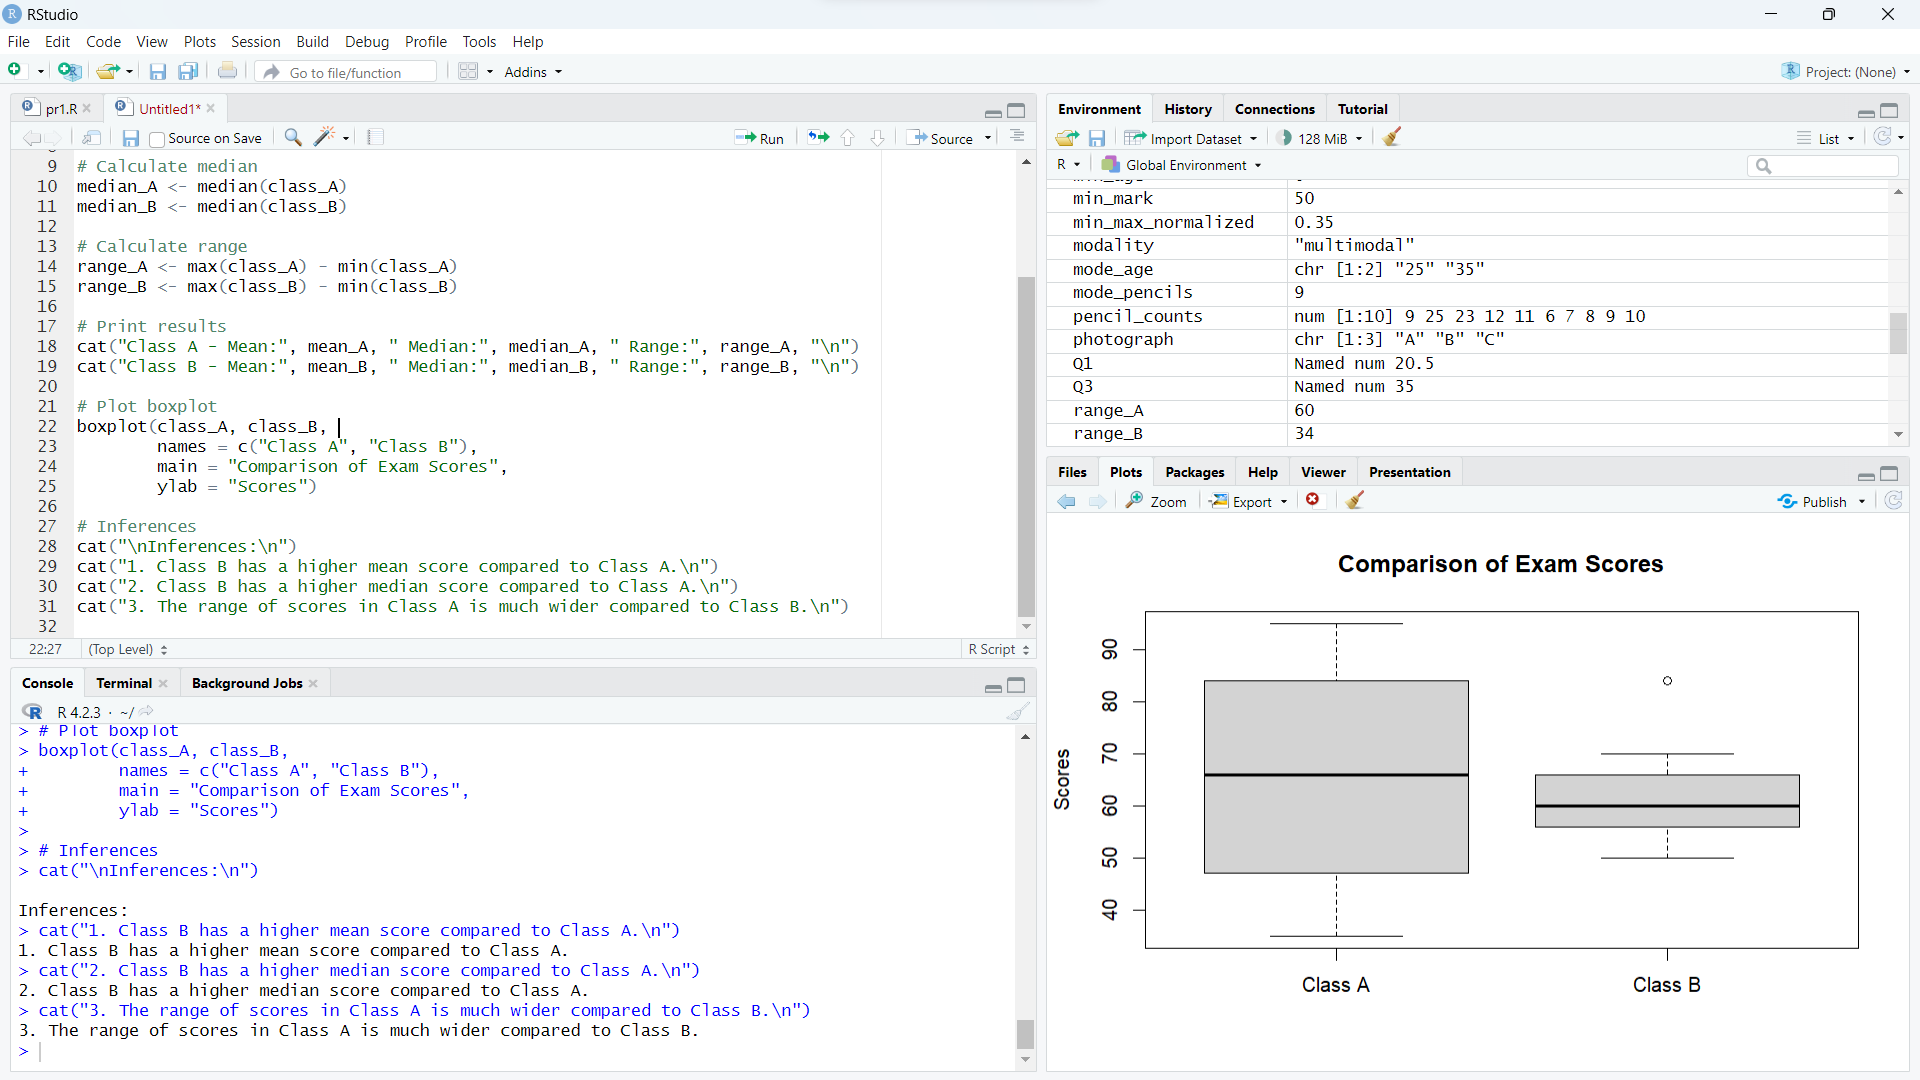 RStudio
File Edit Code View Plots Session Build Debug Profile Tools Help
Go to file/function Addins Project: (None)
pr1.R Untitled1*
Source on Save Run Source
9 # Calculate median
10 median_A <- median(class_A)
11 median_B <- median(class_B)
12
13 # Calculate range
14 range_A <- max(class_A) - min(class_A)
15 range_B <- max(class_B) - min(class_B)
16
17 # Print results
18 cat("Class A - Mean:", mean_A, " Median:", median_A, " Range:", range_A, "\n")
19 cat("Class B - Mean:", mean_B, " Median:", median_B, " Range:", range_B, "\n")
20
21 # Plot boxplot
22 boxplot(class_A, class_B,
23 names = c("Class A", "Class B"),
24 main = "Comparison of Exam Scores",
25 ylab = "Scores")
26
27 # Inferences
28 cat("\nInferences:\n")
29 cat("1. Class B has a higher mean score compared to Class A.\n")
30 cat("2. Class B has a higher median score compared to Class A.\n")
31 cat("3. The range of scores in Class A is much wider compared to Class B.\n")
32
22:27 (Top Level) R Script
Console Terminal Background Jobs
R 4.2.3 · ~/
> # Plot boxplot
> boxplot(class_A, class_B,
+ names = c("Class A", "Class B"),
+ main = "Comparison of Exam Scores",
+ ylab = "Scores")
>
> # Inferences
> cat("\nInferences:\n")
Inferences:
> cat("1. Class B has a higher mean score compared to Class A.\n")
1. Class B has a higher mean score compared to Class A.
> cat("2. Class B has a higher median score compared to Class A.\n")
2. Class B has a higher median score compared to Class A.
> cat("3. The range of scores in Class A is much wider compared to Class B.\n")
3. The range of scores in Class A is much wider compared to Class B.
>
Environment History Connections Tutorial
Import Dataset 128 MiB List
R Global Environment
min_mark 50
min_max_normalized 0.35
modality "multimodal"
mode_age chr [1:2] "25" "35"
mode_pencils 9
pencil_counts num [1:10] 9 25 23 12 11 6 7 8 9 10
photograph chr [1:3] "A" "B" "C"
Q1 Named num 20.5
Q3 Named num 35
range_A 60
range_B 34
Files Plots Packages Help Viewer Presentation
Zoom Export Publish
Comparison of Exam Scores
Scores
90
80
70
60
50
40
Class A Class B